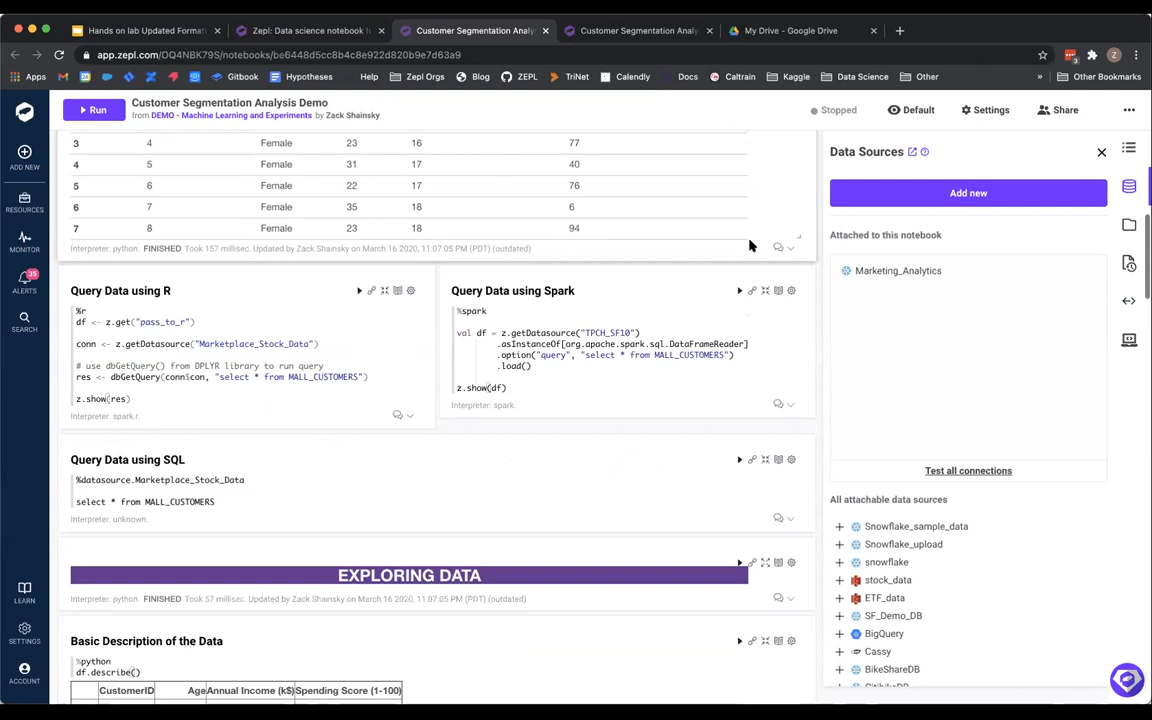 Hands on lab Updated Formatt
Zepl: Data science notebook h
Customer Segmentation Analys
Customer Segmentation Analys
My Drive - Google Drive
app.zepl.com/OQ4NBK79S/notebooks/be6448d5cc8b4c8e922d820b9e7d63a9
Z
Apps
Gitbook
Hypotheses
Help
Zepl Orgs
Blog
ZEPL
TriNet
Calendly
Docs
Caltrain
Kaggle
Data Science
Other
»
Other Bookmarks
Run
Customer Segmentation Analysis Demo
from DEMO - Machine Learning and Experiments by Zack Shainsky
Stopped
Default
Settings
Share
ADD NEW
RESOURCES
MONITOR
35
ALERTS
SEARCH
LEARN
SETTINGS
ACCOUNT
3 4 Female 23 16 77
4 5 Female 31 17 40
5 6 Female 22 17 76
6 7 Female 35 18 6
7 8 Female 23 18 94
Interpreter: python. FINISHED Took 157 millisec. Updated by Zack Shainsky on March 16 2020, 11:07:05 PM (PDT) (outdated)
Query Data using R
%r
df <- z.get("pass_to_r")
conn <- z.getDatasource("Marketplace_Stock_Data")
# use dbGetQuery() from DPLYR library to run query
res <- dbGetQuery(conn$con, "select * from MALL_CUSTOMERS")
z.show(res)
Interpreter: spark.r.
Query Data using Spark
%spark
val df = z.getDatasource("TPCH_SF10")
.asInstanceOf[org.apache.spark.sql.DataFrameReader]
.option("query", "select * from MALL_CUSTOMERS")
.load()
z.show(df)
Interpreter: spark.
Query Data using SQL
%datasource.Marketplace_Stock_Data
select * from MALL_CUSTOMERS
Interpreter: unknown.
EXPLORING DATA
Interpreter: python. FINISHED Took 57 millisec. Updated by Zack Shainsky on March 16 2020, 11:07:05 PM (PDT) (outdated)
Basic Description of the Data
%python
df.describe()
CustomerID Age Annual Income (k$) Spending Score (1-100)
Data Sources
Add new
Attached to this notebook
Marketing_Analytics
Test all connections
All attachable data sources
Snowflake_sample_data
Snowflake_upload
snowflake
stock_data
ETF_data
SF_Demo_DB
BigQuery
Cassy
BikeShareDB